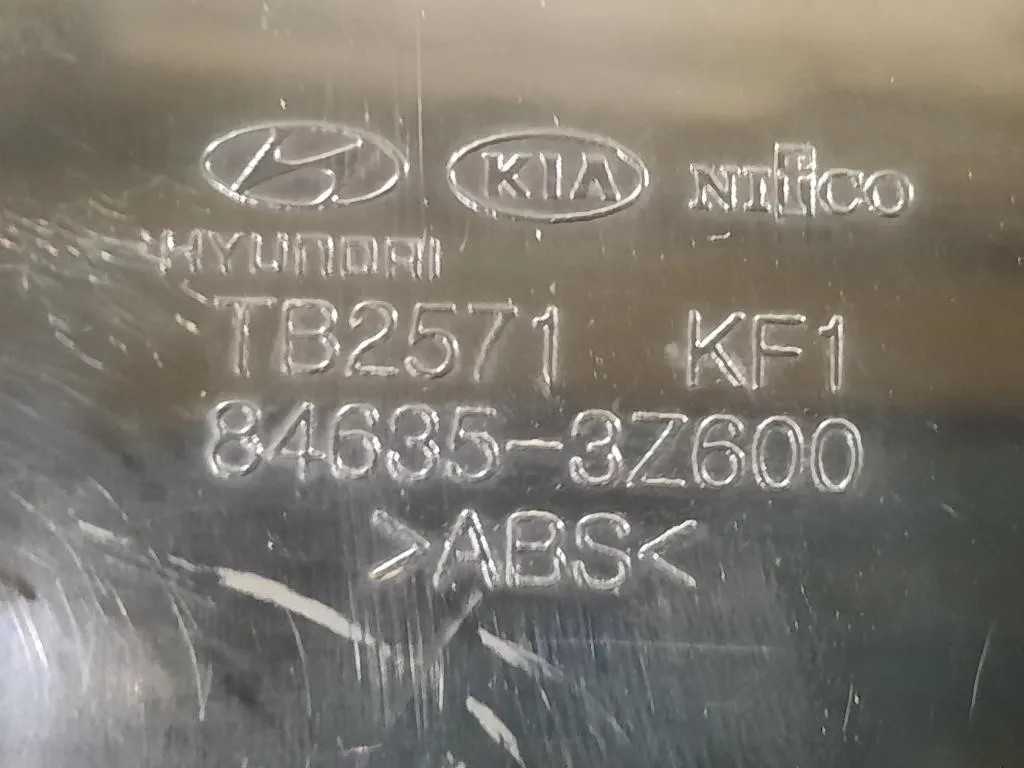 KIA NIFCO
HYUNDAI
TB2571 KF1
84635-3Z600
>ABS<